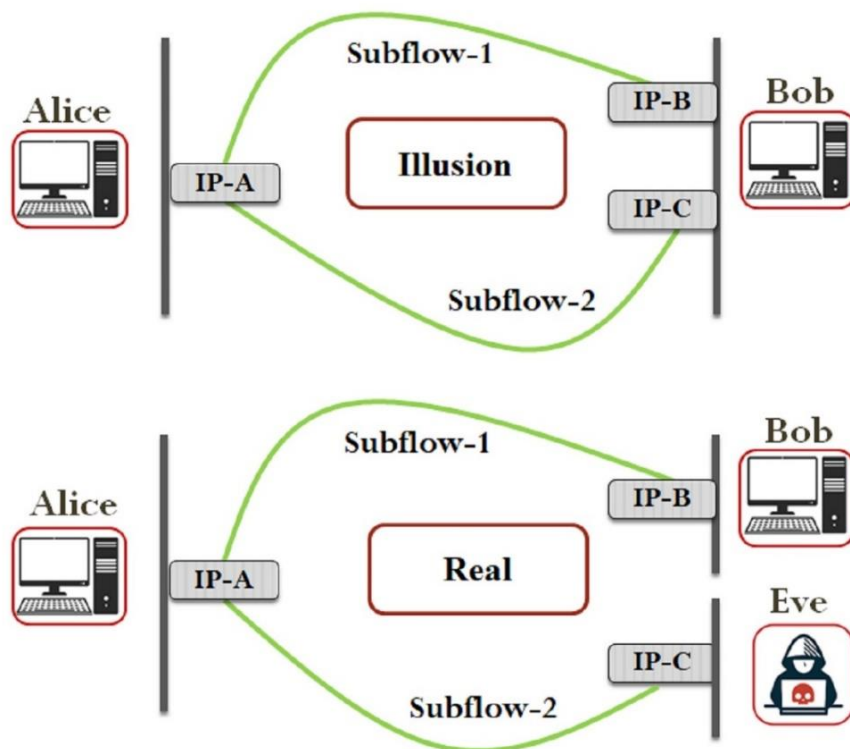 Subflow-1
Alice
Bob
IP-B
Illusion
IP-A
IP-C
Subflow-2
Subflow-1
Bob
Alice
IP-B
Real
IP-A
Eve
IP-C
Subflow-2